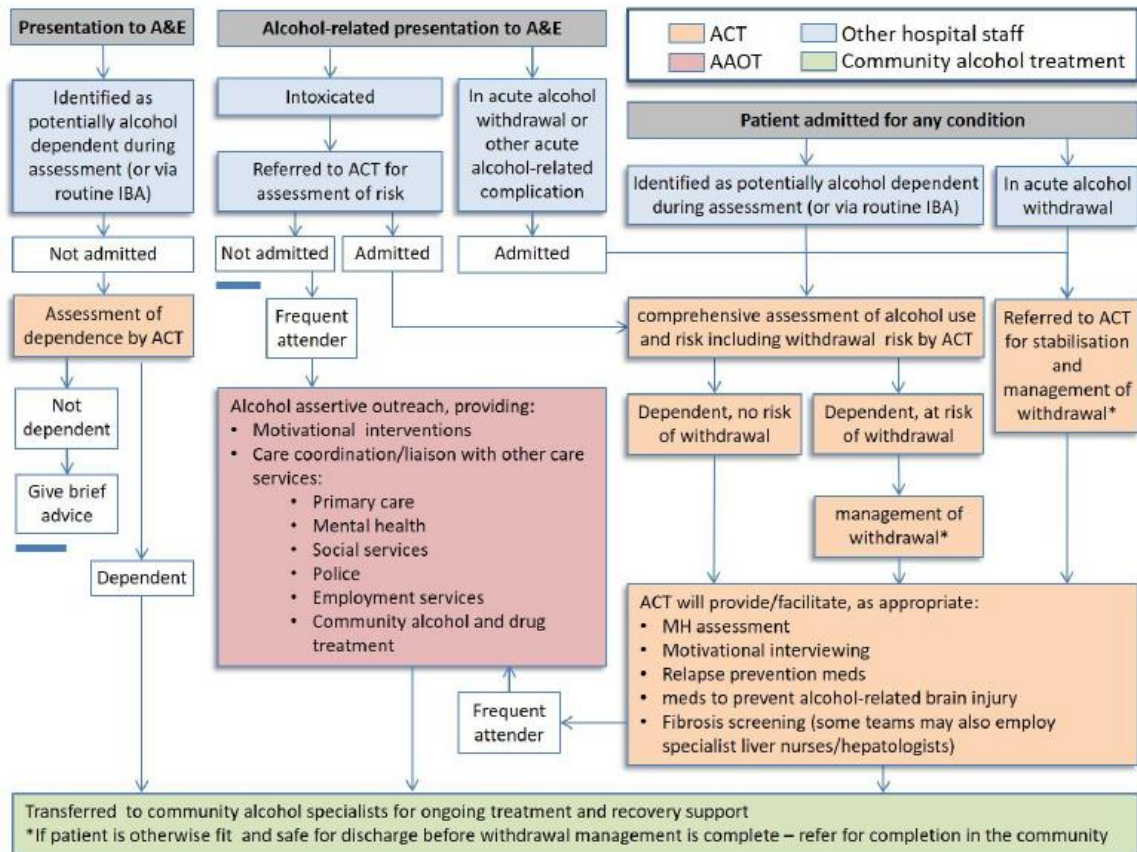 Presentation to A&E
Identified as
potentially alcohol
dependent during
assessment (or via
routine IBA)
Not admitted
Assessment of
dependence by ACT
Not
dependent
Give brief
advice
Dependent
Alcohol-related presentation to A&E
Intoxicated
Referred to ACT for
assessment of risk
Not admitted
Admitted
Frequent
attender
In acute alcohol
withdrawal or
other acute
alcohol-related
complication
Admitted
Alcohol assertive outreach, providing:
• Motivational interventions
• Care coordination/liaison with other care
services:
• Primary care
• Mental health
• Social services
• Police
• Employment services
• Community alcohol and drug
treatment
Frequent
attender
ACT
Other hospital staff
AAOT
Community alcohol treatment
Patient admitted for any condition
Identified as potentially alcohol dependent
during assessment (or via routine IBA)
In acute alcohol
withdrawal
comprehensive assessment of alcohol use
and risk including withdrawal risk by ACT
Referred to ACT
for stabilisation
and
management of
withdrawal*
Dependent, no risk
of withdrawal
Dependent, at risk
of withdrawal
management of
withdrawal*
ACT will provide/facilitate, as appropriate:
• MH assessment
• Motivational interviewing
• Relapse prevention meds
• meds to prevent alcohol-related brain injury
• Fibrosis screening (some teams may also employ
specialist liver nurses/hepatologists)
Transferred to community alcohol specialists for ongoing treatment and recovery support
*If patient is otherwise fit and safe for discharge before withdrawal management is complete – refer for completion in the community